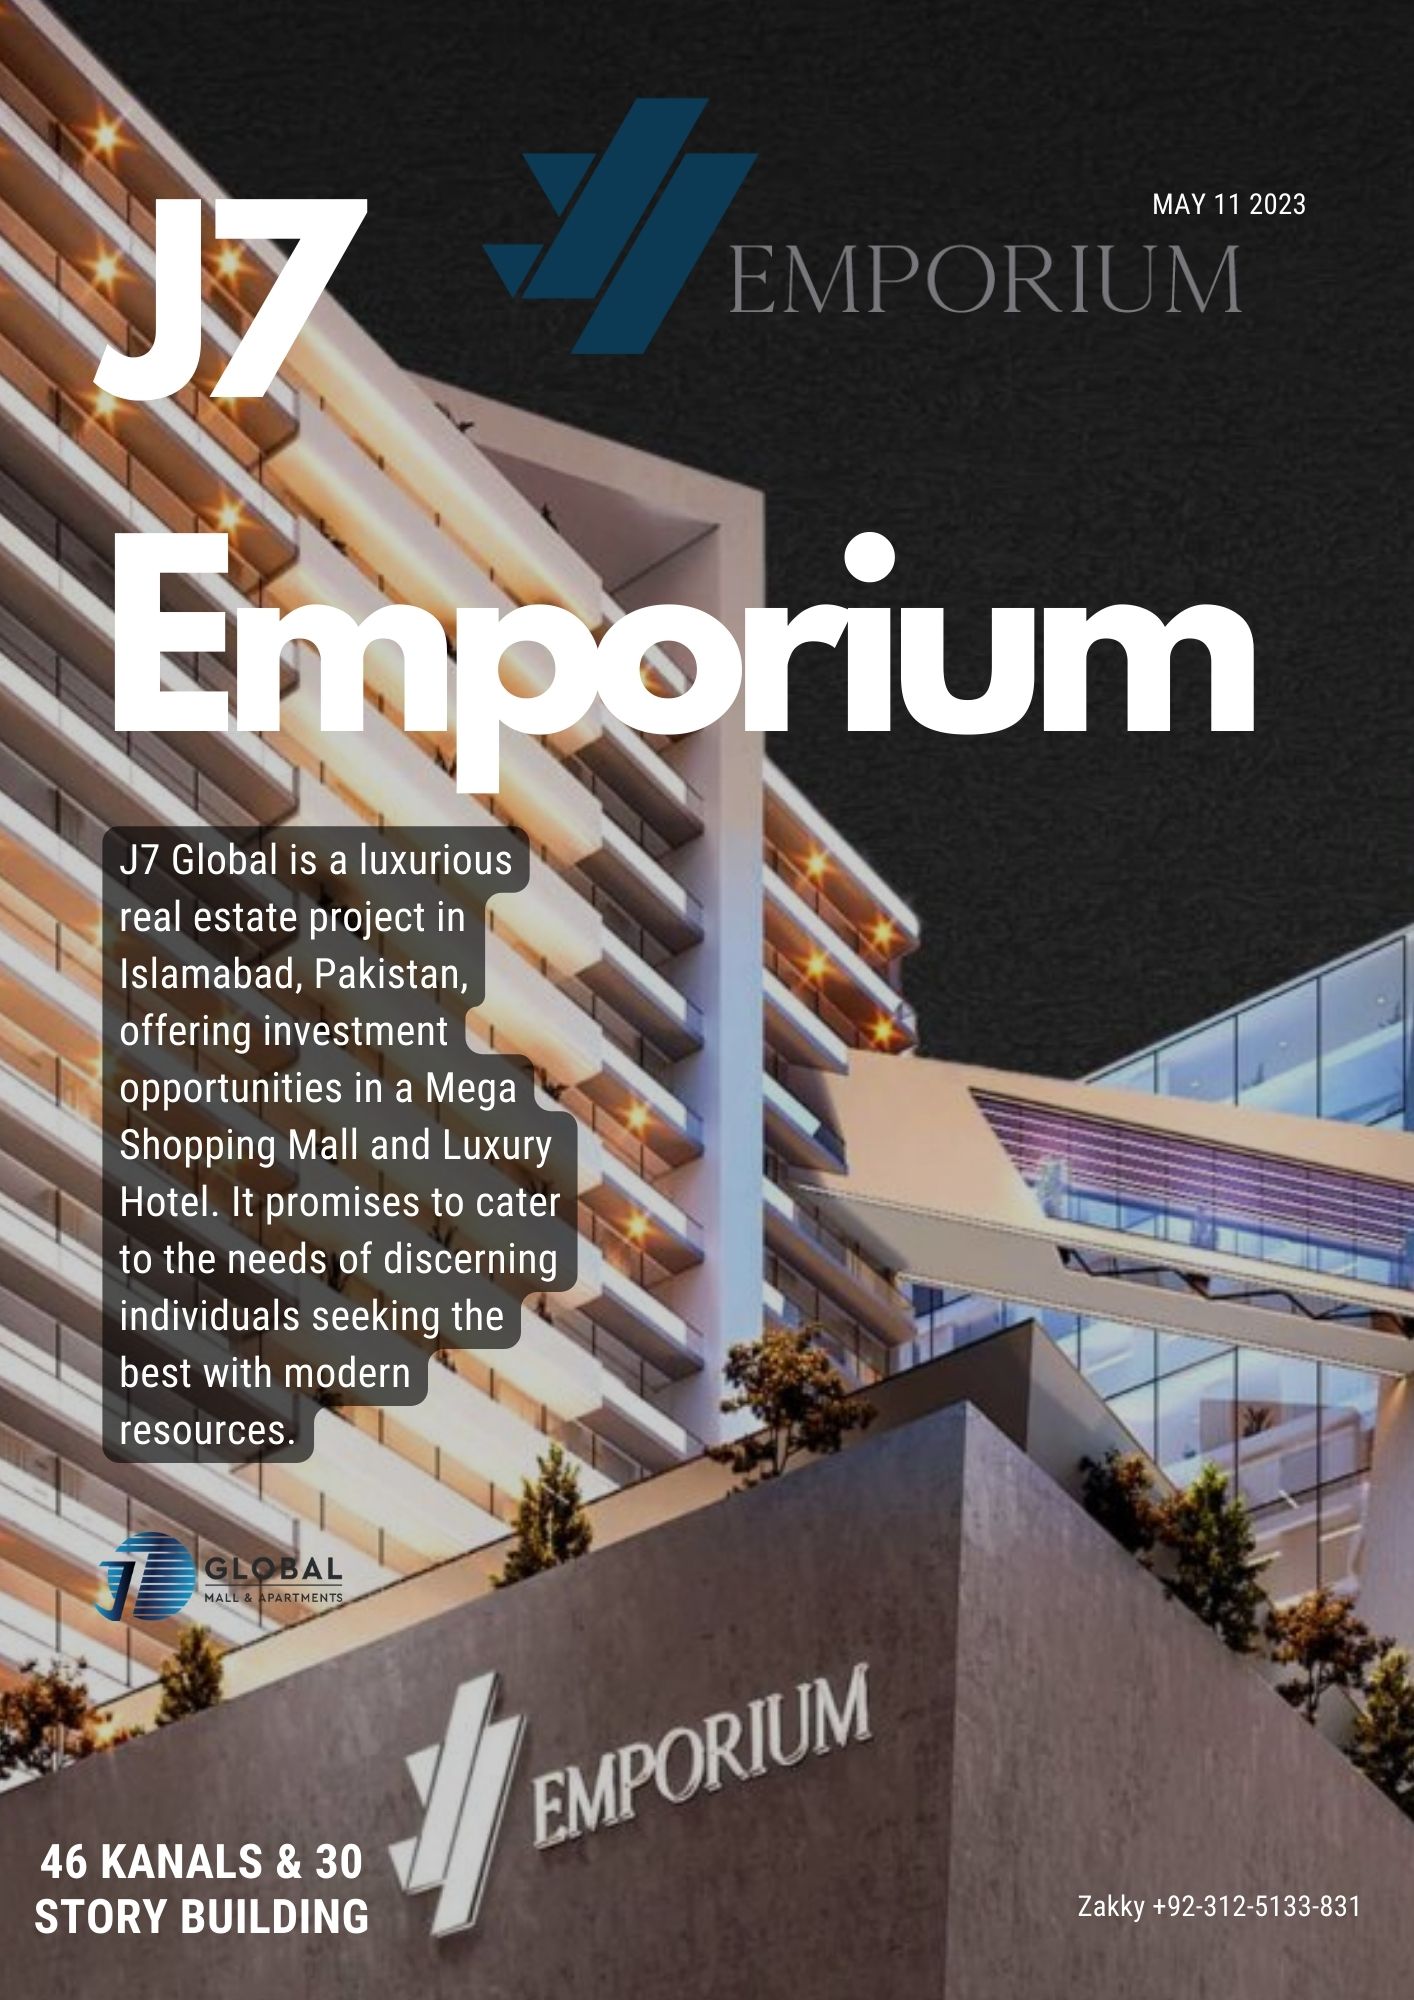 MAY 11 2023
J7
EMPORIUM
Emporium
J7 Global is a luxurious
real estate project in
Islamabad, Pakistan,
offering investment
opportunities in a Mega
Shopping Mall and Luxury
Hotel. It promises to cater
to the needs of discerning
individuals seeking the
best with modern
resources.
J7 GLOBAL
MALL & APARTMENTS
EMPORIUM
46 KANALS & 30
STORY BUILDING
Zakky +92-312-5133-831